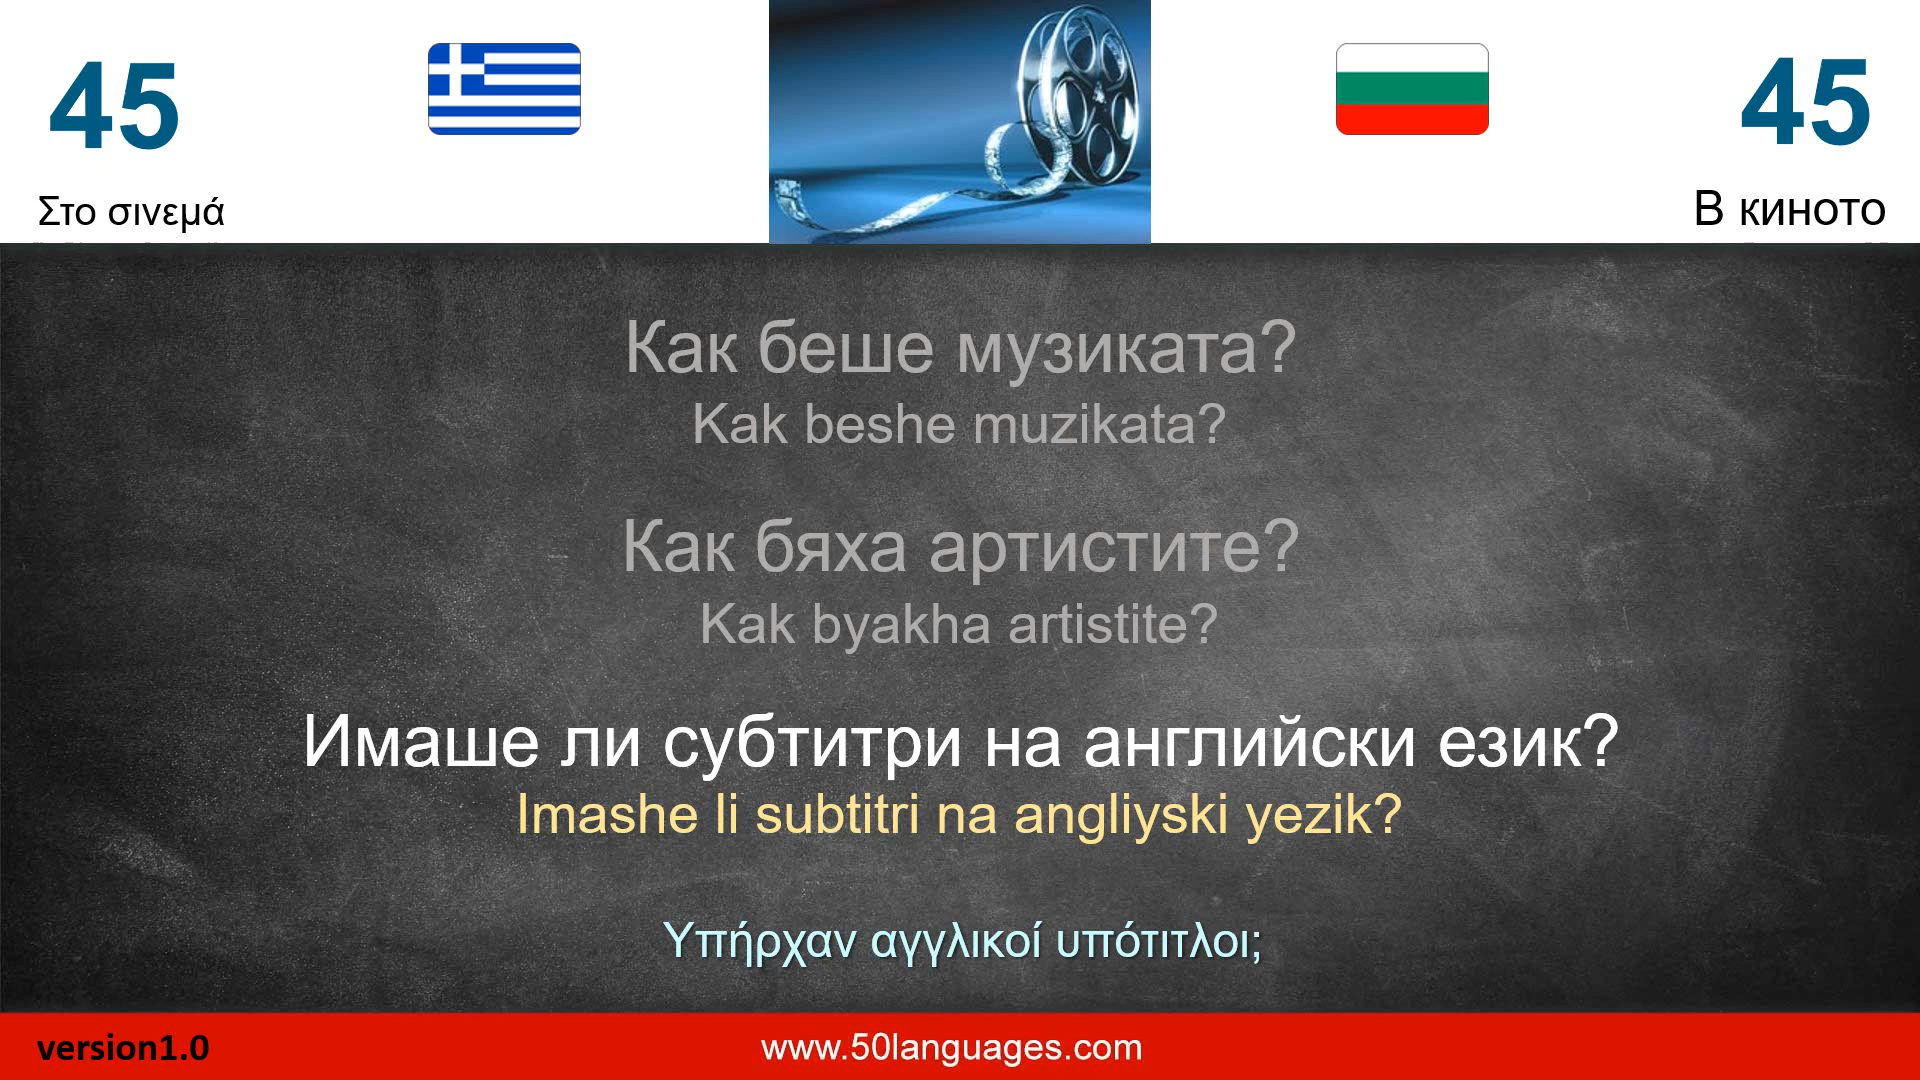 45
45
Στο σινεμά
В киното
Как беше музиката?
Kak beshe muzikata?
Как бяха артистите?
Kak byakha artistite?
Имаше ли субтитри на английски език?
Imashe li subtitri na angliyski yezik?
Υπήρχαν αγγλικοί υπότιτλοι;
version1.0
www.50languages.com